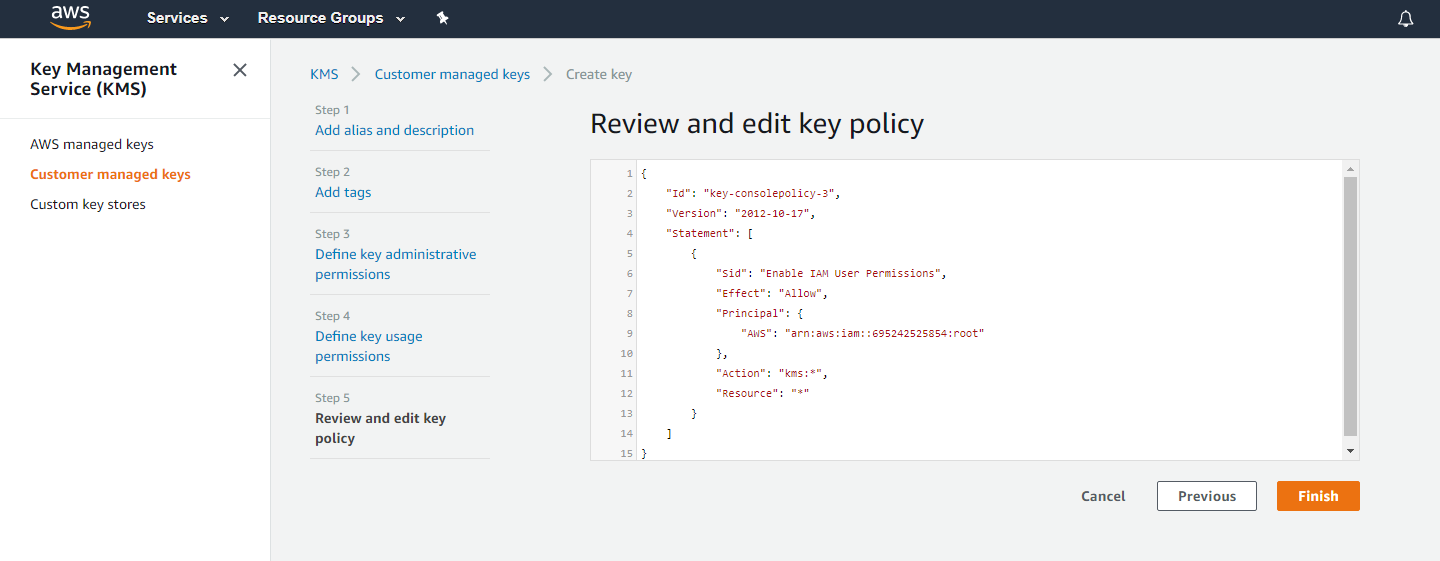 aws
Services
Resource Groups
Key Management
Service (KMS)
AWS managed keys
Customer managed keys
Custom key stores
KMS
Customer managed keys
Create key
Step 1
Add alias and description
Step 2
Add tags
Step 3
Define key administrative
permissions
Step 4
Define key usage
permissions
Step 5
Review and edit key
policy
Review and edit key policy
1 {
2 "Id": "key-consolepolicy-3",
3 "Version": "2012-10-17",
4 "Statement": [
5 {
6 "Sid": "Enable IAM User Permissions",
7 "Effect": "Allow",
8 "Principal": {
9 "AWS": "arn:aws:iam::695242525854:root"
10 },
11 "Action": "kms:*",
12 "Resource": "*"
13 }
14 ]
15 }
Cancel
Previous
Finish